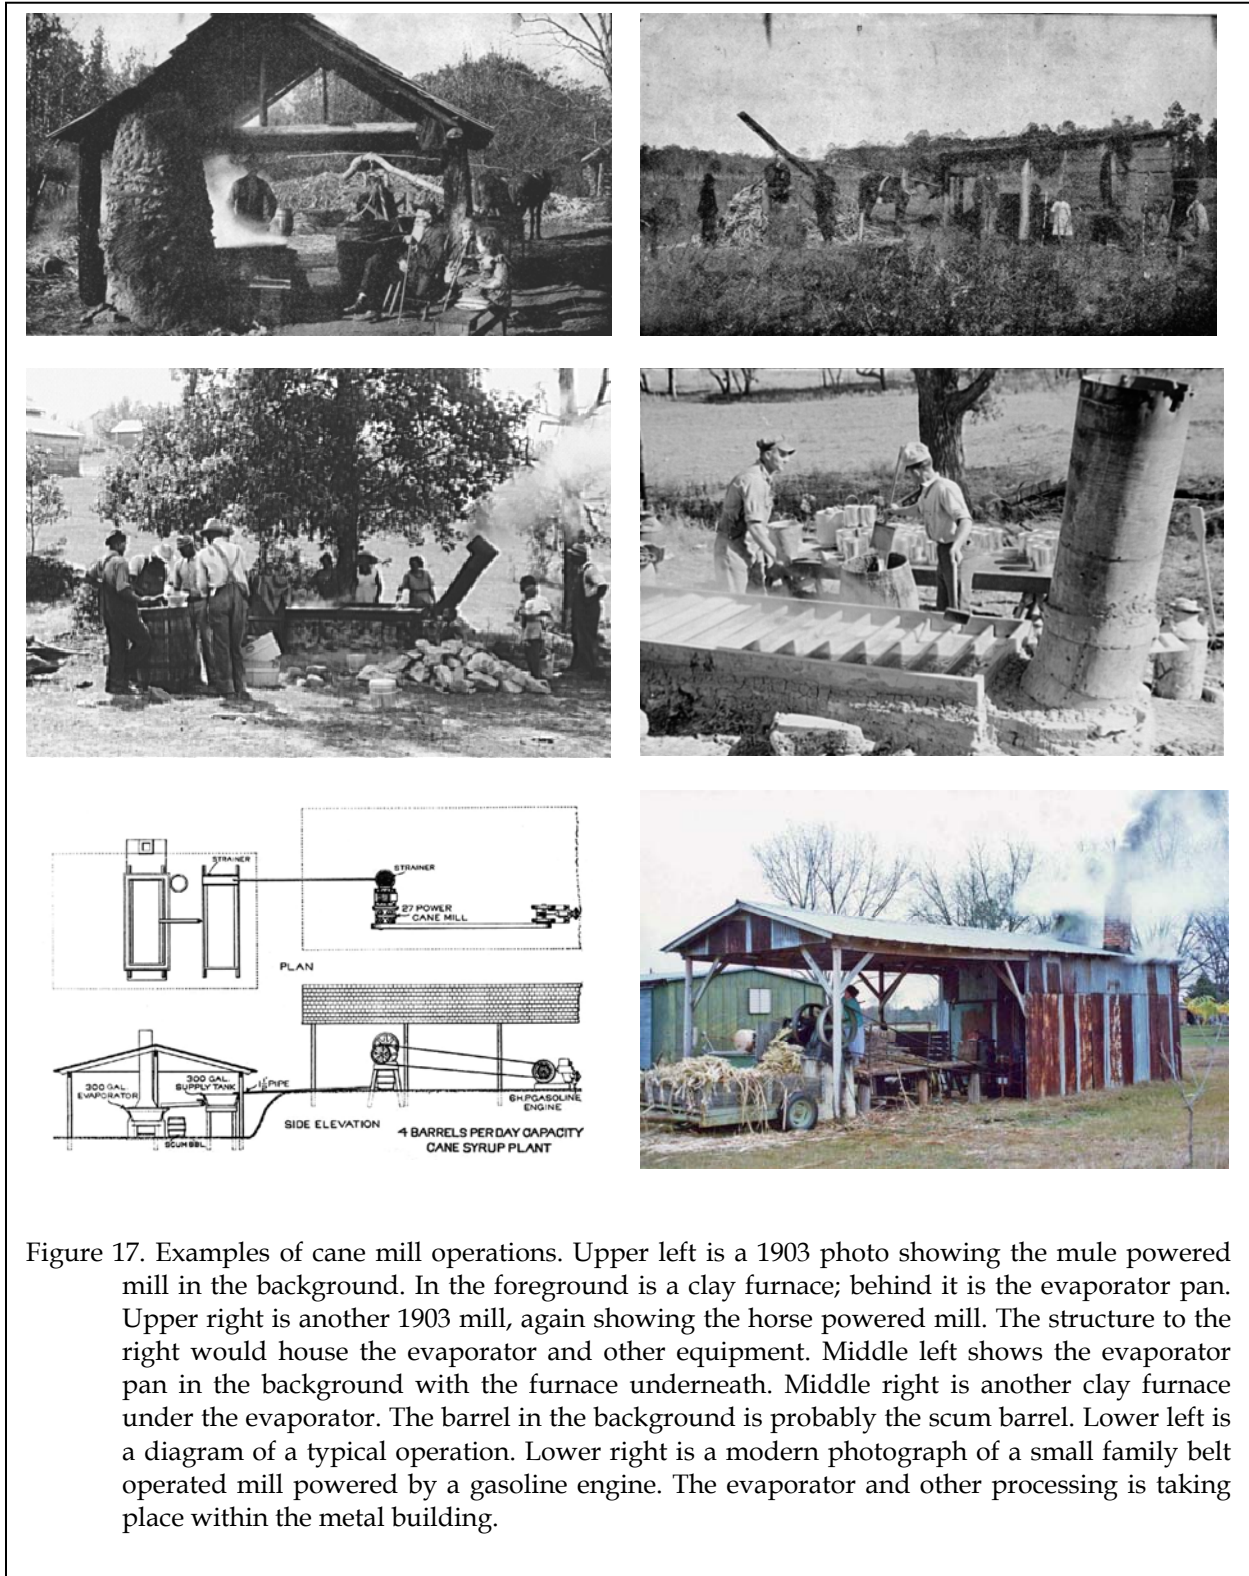 STRAINER
STRAINER
27 POWER
CANE MILL
PLAN
300 GAL.
EVAPORATOR
300 GAL.
SUPPLY TANK
PIPE
6 H.P. GASOLINE
ENGINE
SIDE ELEVATION
SCUM BBL
4 BARRELS PER DAY CAPACITY
CANE SYRUP PLANT
Figure 17. Examples of cane mill operations. Upper left is a 1903 photo showing the mule powered
mill in the background. In the foreground is a clay furnace; behind it is the evaporator pan.
Upper right is another 1903 mill, again showing the horse powered mill. The structure to the
right would house the evaporator and other equipment. Middle left shows the evaporator
pan in the background with the furnace underneath. Middle right is another clay furnace
under the evaporator. The barrel in the background is probably the scum barrel. Lower left is
a diagram of a typical operation. Lower right is a modern photograph of a small family belt
operated mill powered by a gasoline engine. The evaporator and other processing is taking
place within the metal building.